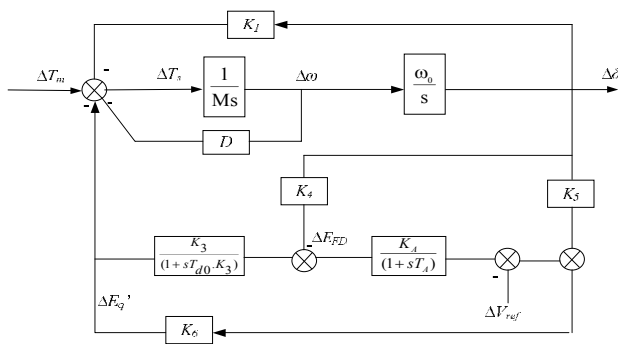 K1
-
ΔTm
ΔTs
1
Ms
Δω
ω0
s
Δδ
-
-
D
K4
K5
-
K3
(1+sTd0.K3)
ΔEFD
KA
(1+sTA)
-
ΔVref
ΔEq'
K6